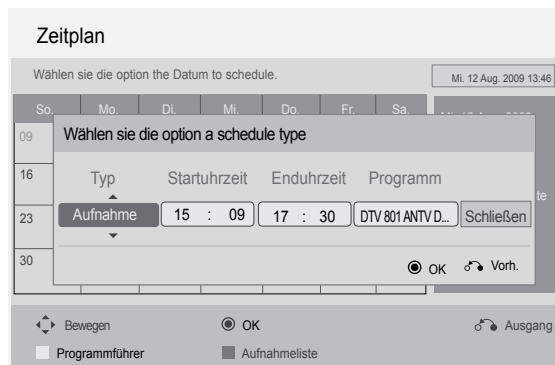 Zeitplan
Wählen sie die option the Datum to schedule.
Mi. 12 Aug. 2009 13:46
So. Mo. Di. Mi. Do. Fr. Sa.
09
Wählen sie die option a schedule type
16
Typ Startuhrzeit Enduhrzeit Programm
te
23
Aufnahme 15 : 09 17 : 30 DTV 801 ANTV D... Schließen
30
OK Vorh.
Bewegen OK Ausgang
Programmführer Aufnahmeliste